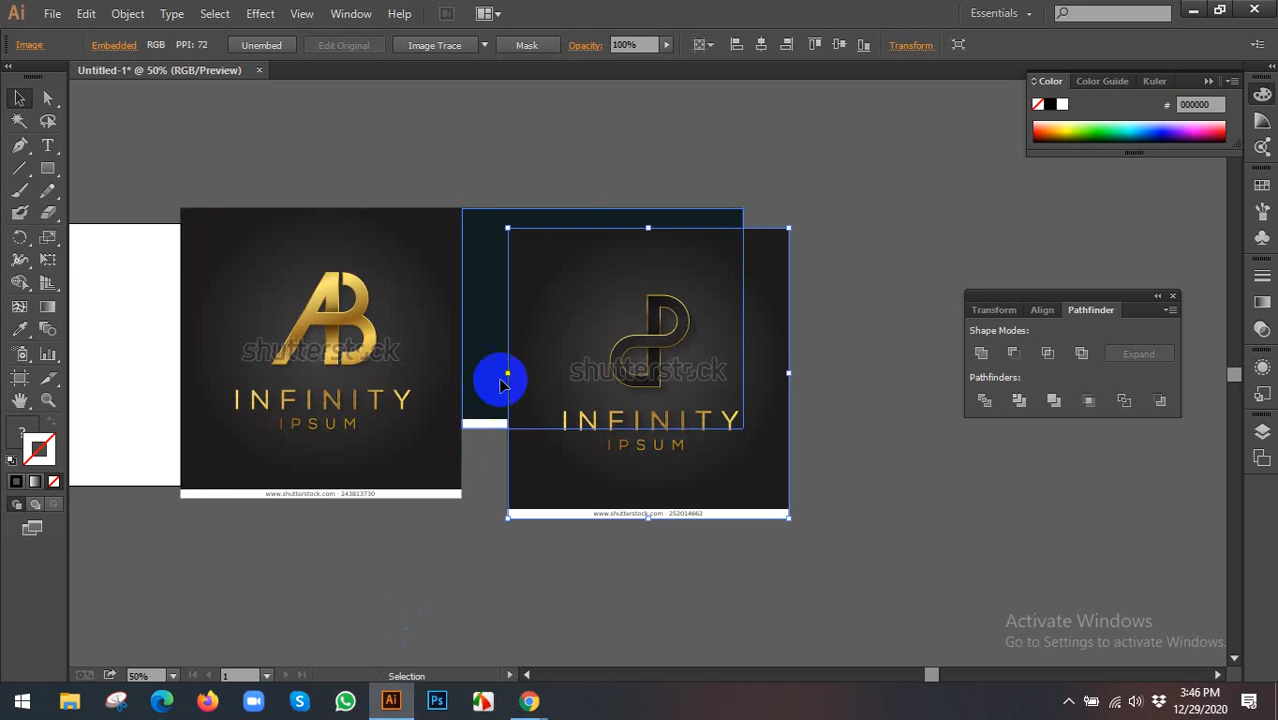 Ai File Edit Object Type Select Effect View Window Help Br Essentials
Image Embedded RGB PPI: 72 Unembed Edit Original Image Trace Mask Opacity: 100% Transform
Untitled-1* @ 50% (RGB/Preview)
Color Color Guide Kuler
# 000000
AB
shutterstock
INFINITY
IPSUM
www.shutterstock.com · 243813730
shutterstock
INFINITY
IPSUM
www.shutterstock.com · 252014662
Transform Align Pathfinder
Shape Modes:
Expand
Pathfinders:
?
Activate Windows
Go to Settings to activate Windows.
50% 1 Selection
Ai Ps
3:46 PM
12/29/2020